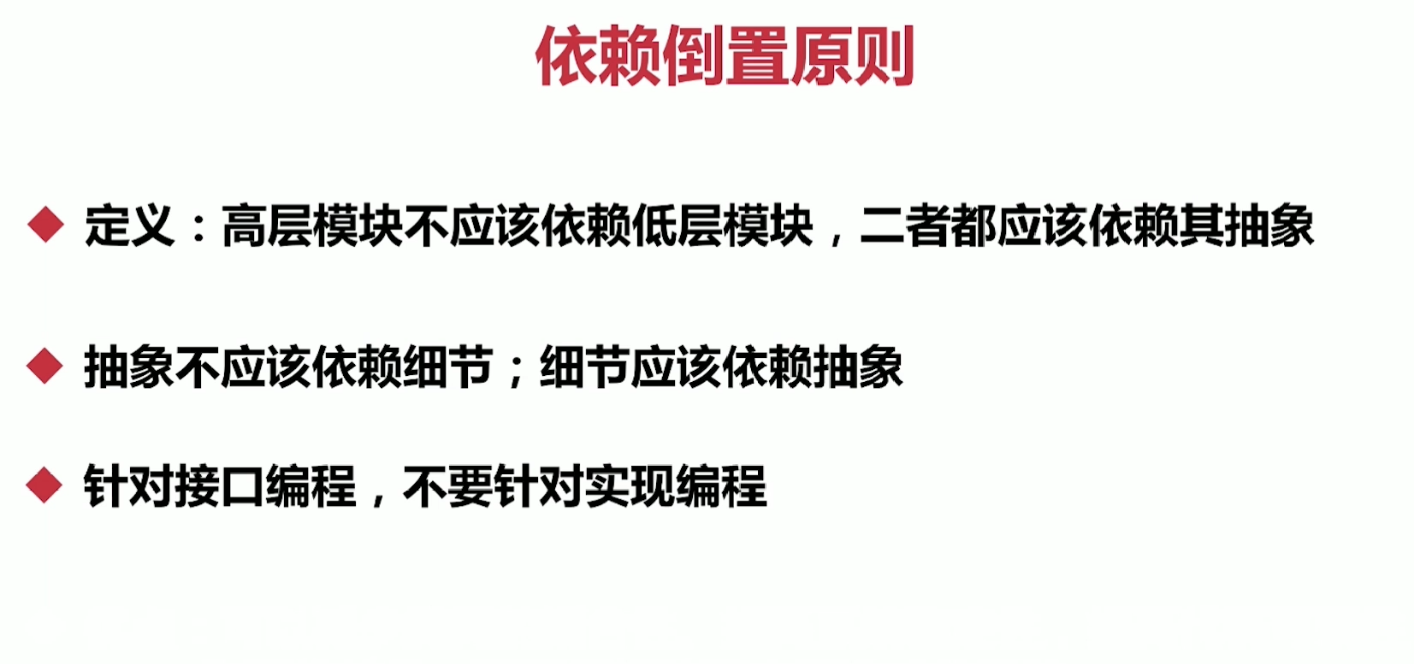 依赖倒置原则
定义：高层模块不应该依赖低层模块，二者都应该依赖其抽象
抽象不应该依赖细节；细节应该依赖抽象
针对接口编程，不要针对实现编程